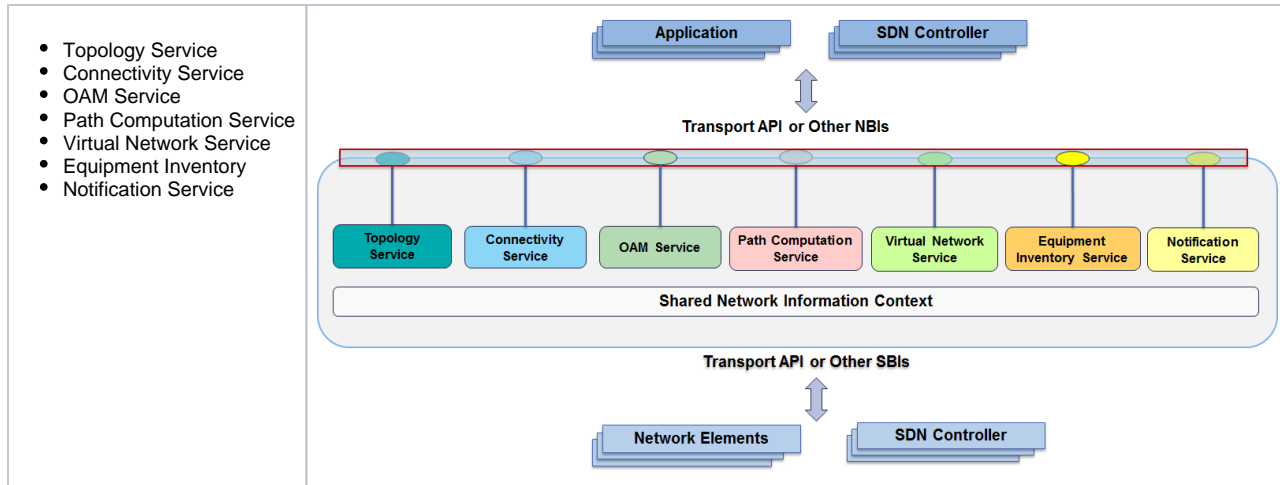 Topology Service
Connectivity Service
OAM Service
Path Computation Service
Virtual Network Service
Equipment Inventory
Notification Service
Application
SDN Controller
Transport API or Other NBIs
Topology
Service
Connectivity
Service
OAM Service
Path Computation
Service
Virtual Network
Service
Equipment
Inventory Service
Notification
Service
Shared Network Information Context
Transport API or Other SBIs
Network Elements
SDN Controller